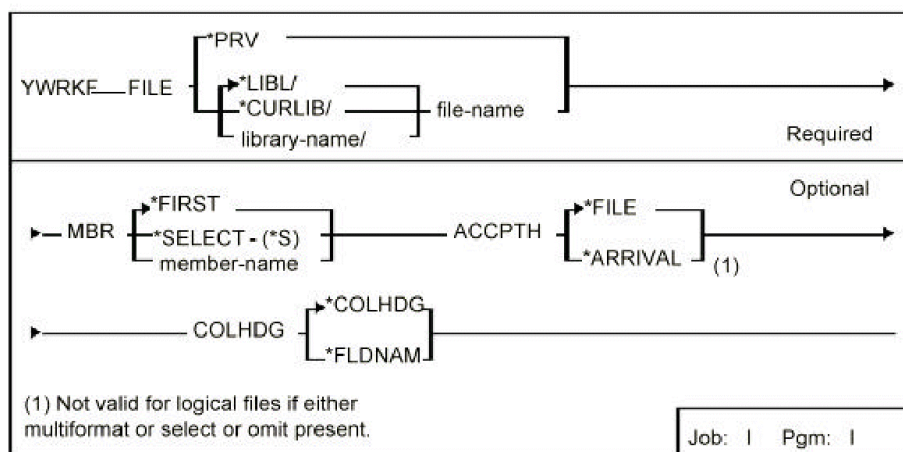 *PRV
YWRKF FILE
*LIBL/
*CURLIB/ file-name
library-name/
Required
Optional
MBR *FIRST
*SELECT - (*S)
member-name
ACCPTH *FILE
*ARRIVAL (1)
COLHDG *COLHDG
*FLDNAM
(1) Not valid for logical files if either
multiformat or select or omit present.
Job: I Pgm: I